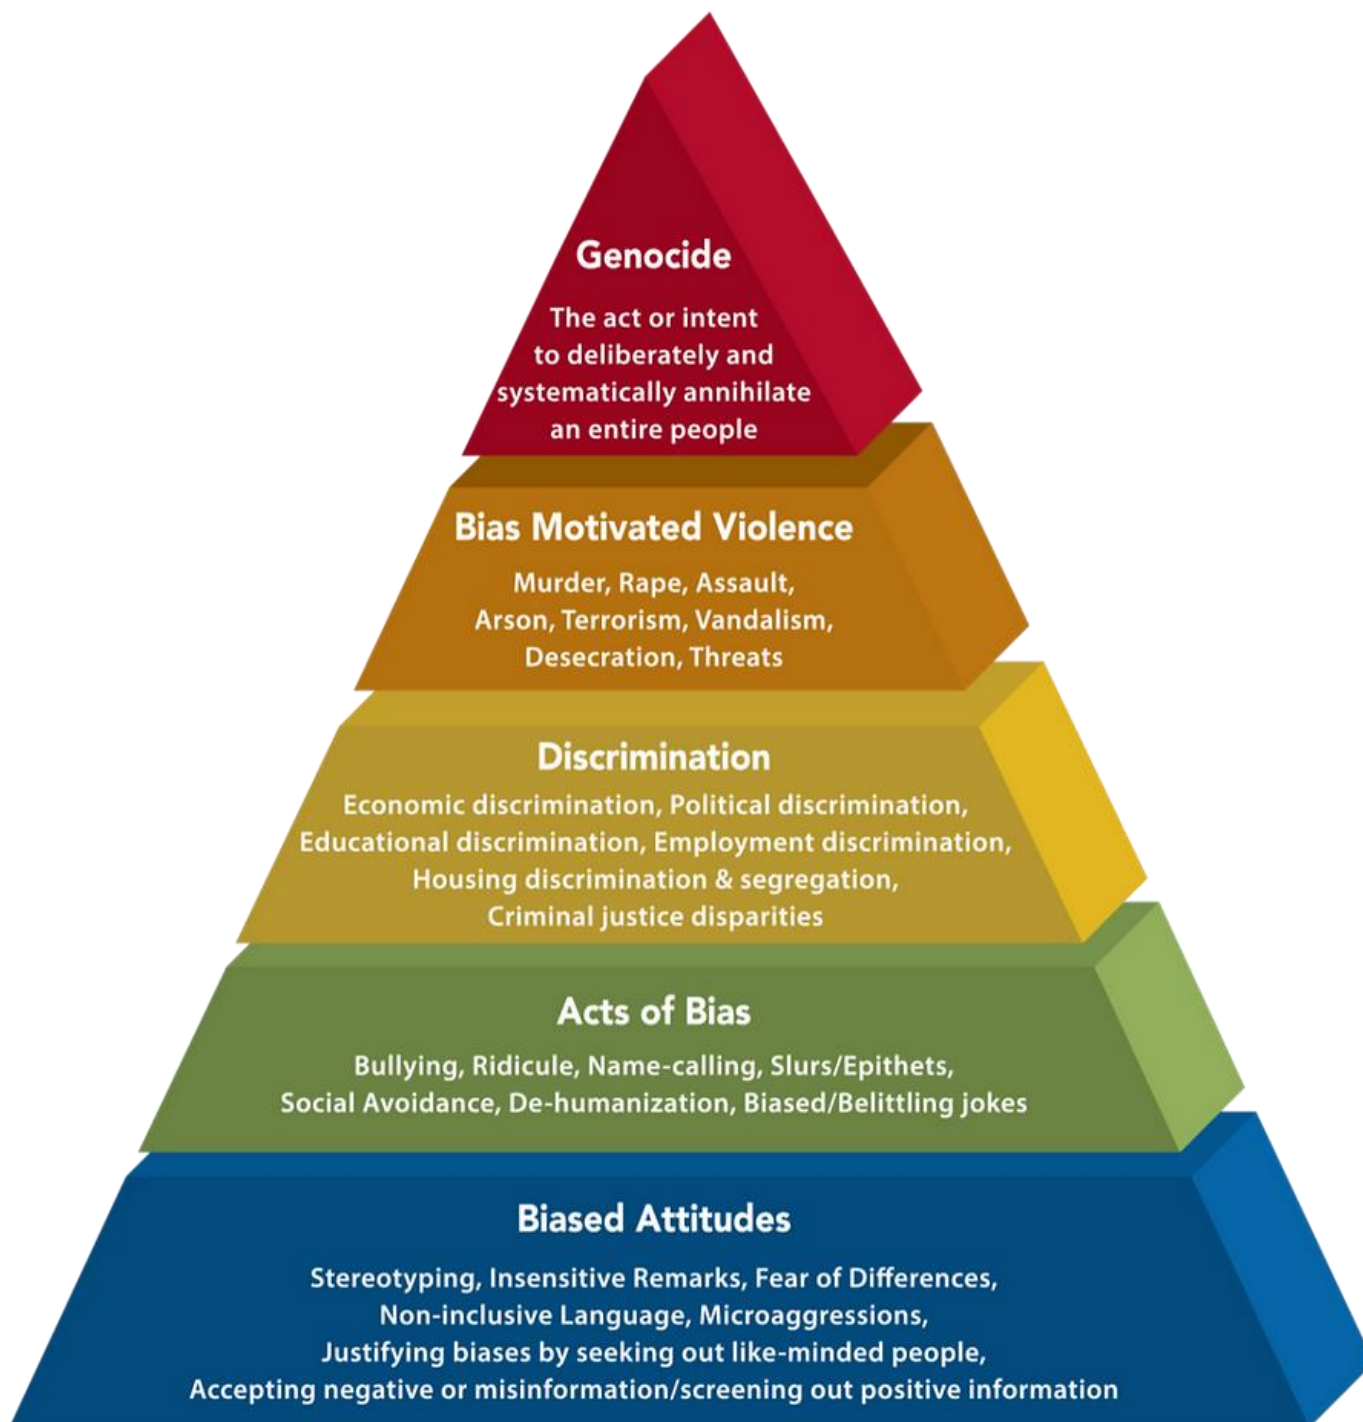 Genocide
The act or intent
to deliberately and
systematically annihilate
an entire people
Bias Motivated Violence
Murder, Rape, Assault,
Arson, Terrorism, Vandalism,
Desecration, Threats
Discrimination
Economic discrimination, Political discrimination,
Educational discrimination, Employment discrimination,
Housing discrimination & segregation,
Criminal justice disparities
Acts of Bias
Bullying, Ridicule, Name-calling, Slurs/Epithets,
Social Avoidance, De-humanization, Biased/Belittling jokes
Biased Attitudes
Stereotyping, Insensitive Remarks, Fear of Differences,
Non-inclusive Language, Microaggressions,
Justifying biases by seeking out like-minded people,
Accepting negative or misinformation/screening out positive information